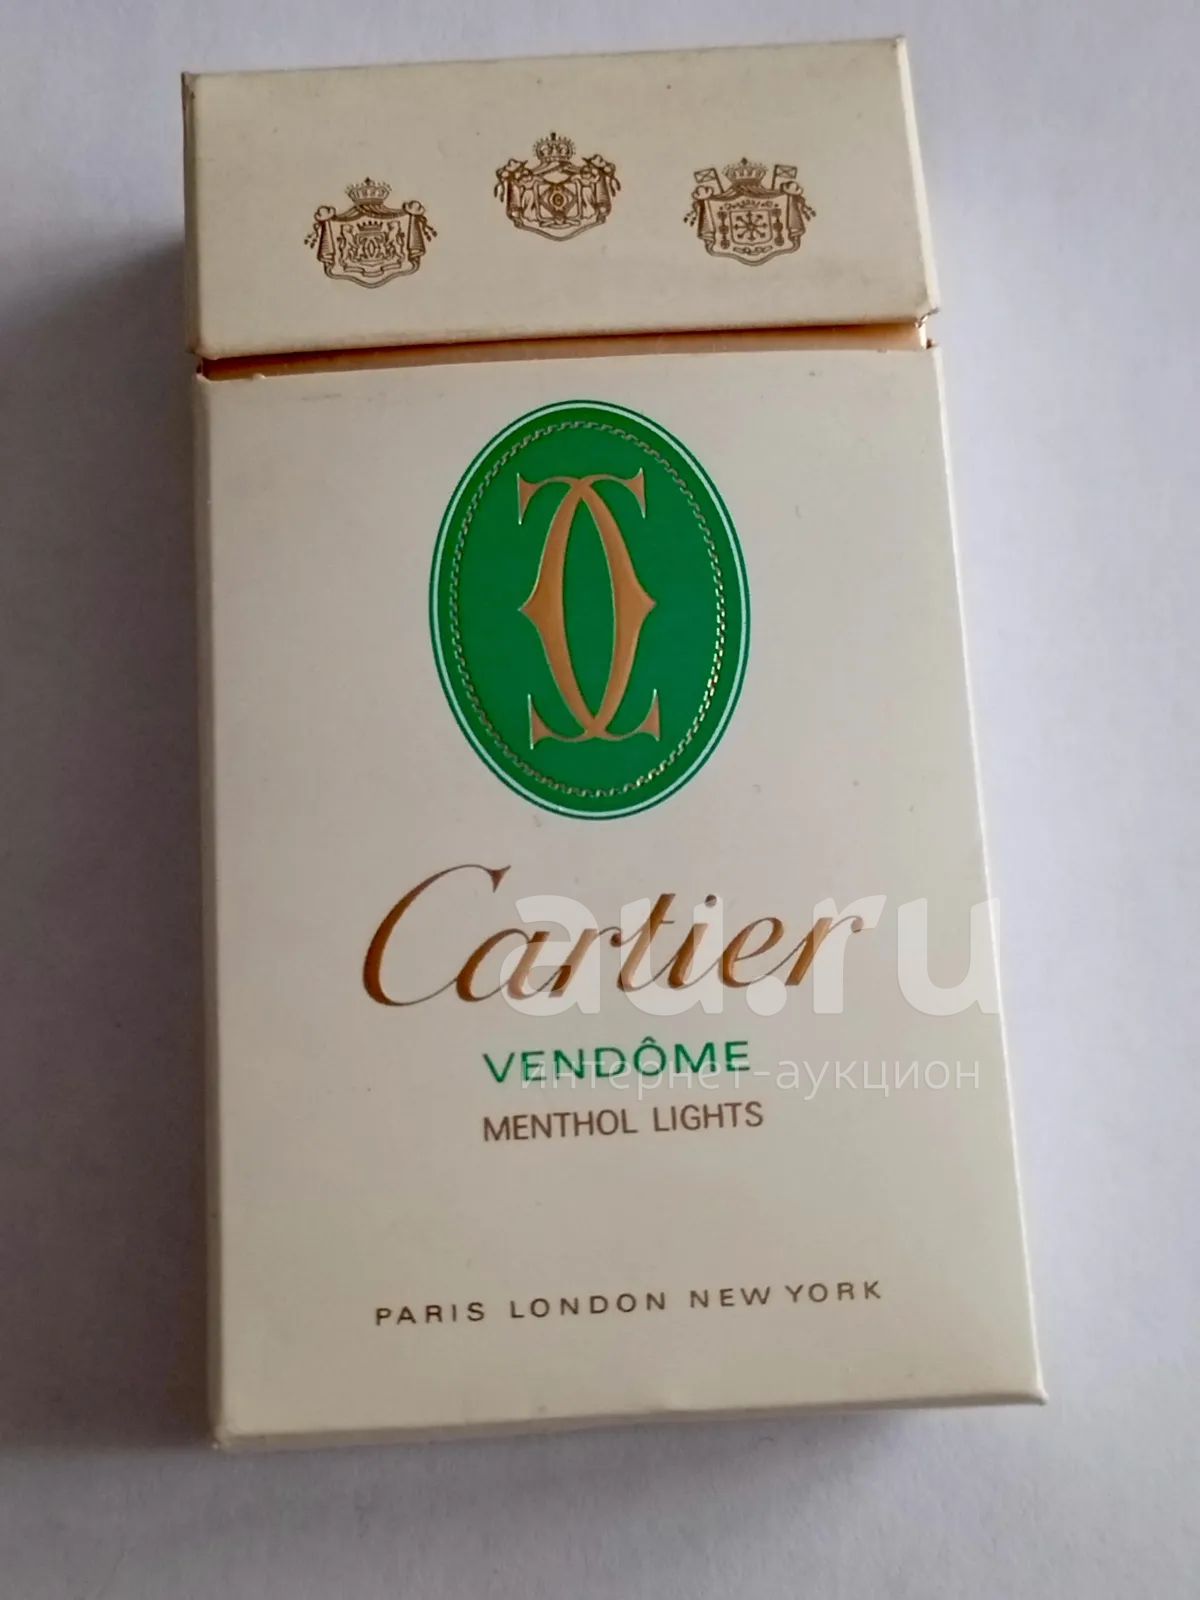 Cartier
au.ru
VENDÔME
интернет-аукцион
MENTHOL LIGHTS
PARIS LONDON NEW YORK